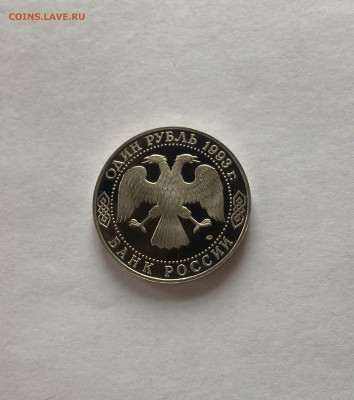 COINS.LAVE.RU
ОДИН РУБЛЬ 1993 г.
БАНК РОССИИ